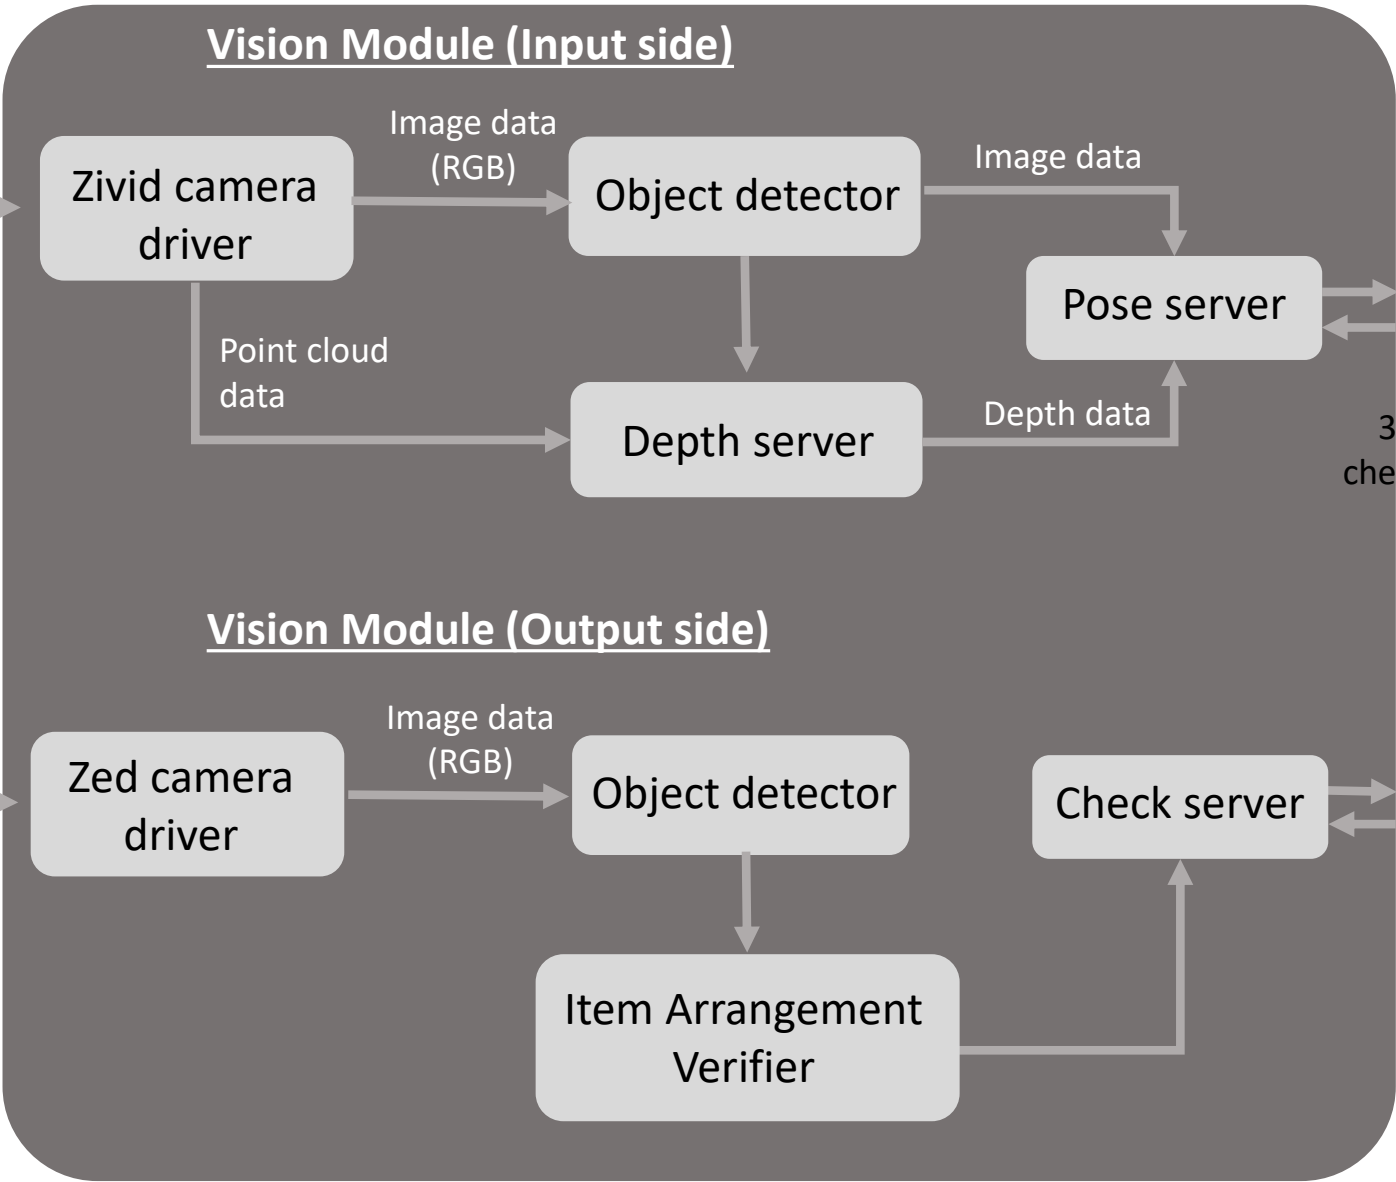 Vision Module (Input side)
Image data
(RGB)
Image data
Zivid camera
driver
Object detector
Pose server
Point cloud
data
Depth server
Depth data
3
che
Vision Module (Output side)
Image data
(RGB)
Zed camera
driver
Object detector
Check server
Item Arrangement
Verifier